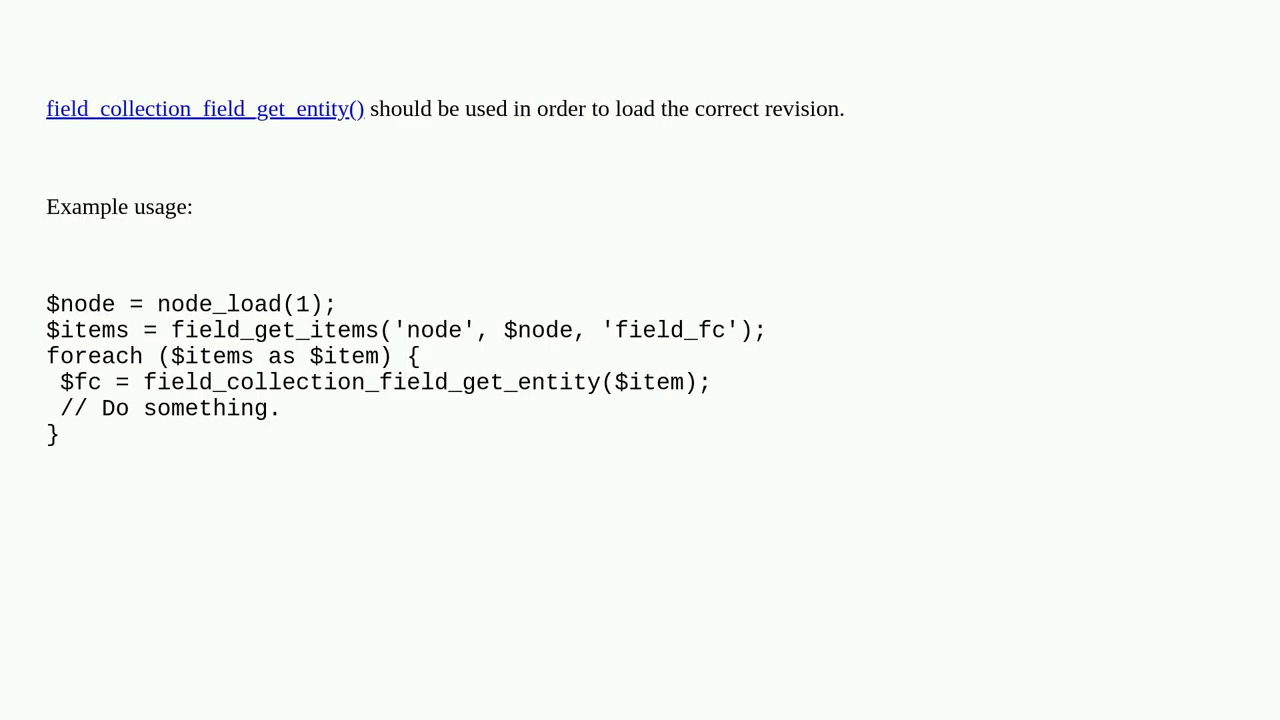 field_collection_field_get_entity() should be used in order to load the correct revision.
Example usage:
$node = node_load(1);
$items = field_get_items('node', $node, 'field_fc');
foreach ($items as $item) {
 $fc = field_collection_field_get_entity($item);
 // Do something.
}